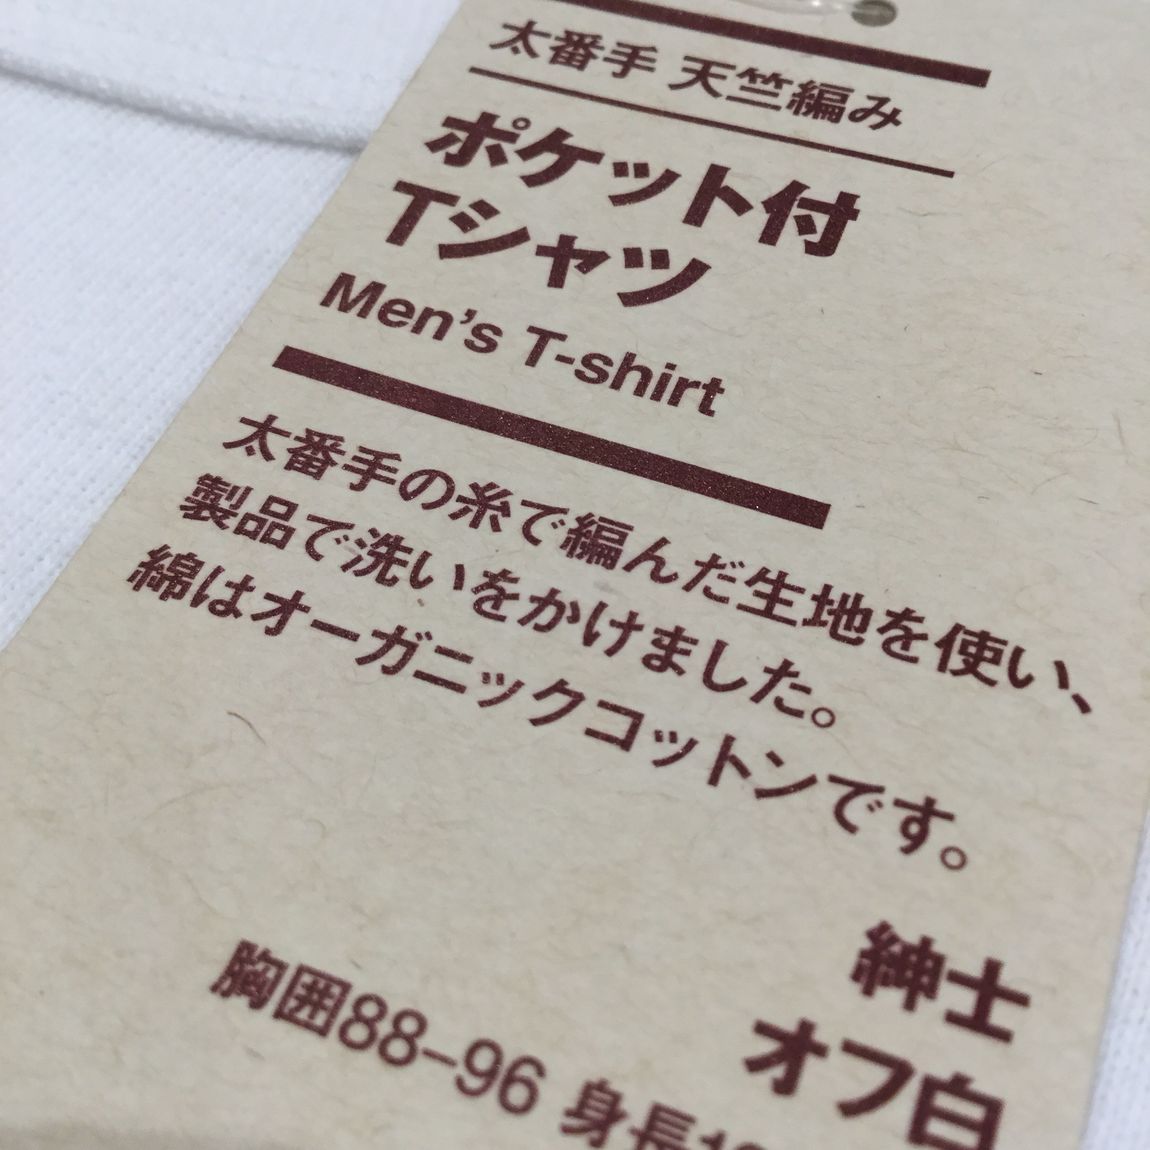 太番手 天竺編み
ポケット付
Tシャツ
Men's T-shirt
太番手の糸で編んだ生地を使い、
製品で洗いをかけました。
綿はオーガニックコットンです。
紳士
オフ白
胸囲88-96 身長